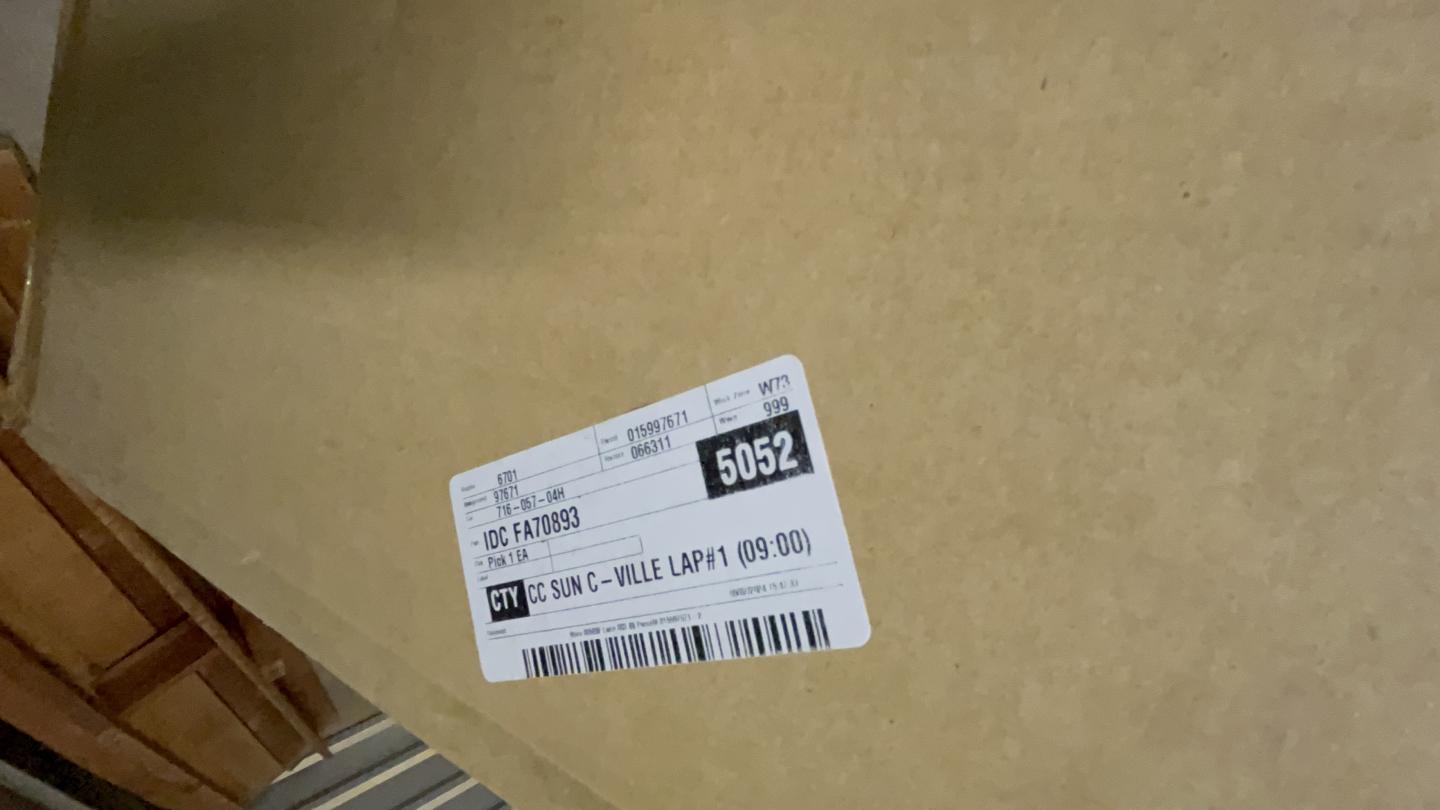 015997671 W73
066311 999
6701
97671
716-057-04H
5052
IDC FA70893
Pick 1 EA
CTY CC SUN C-VILLE LAP#1 (09:00)